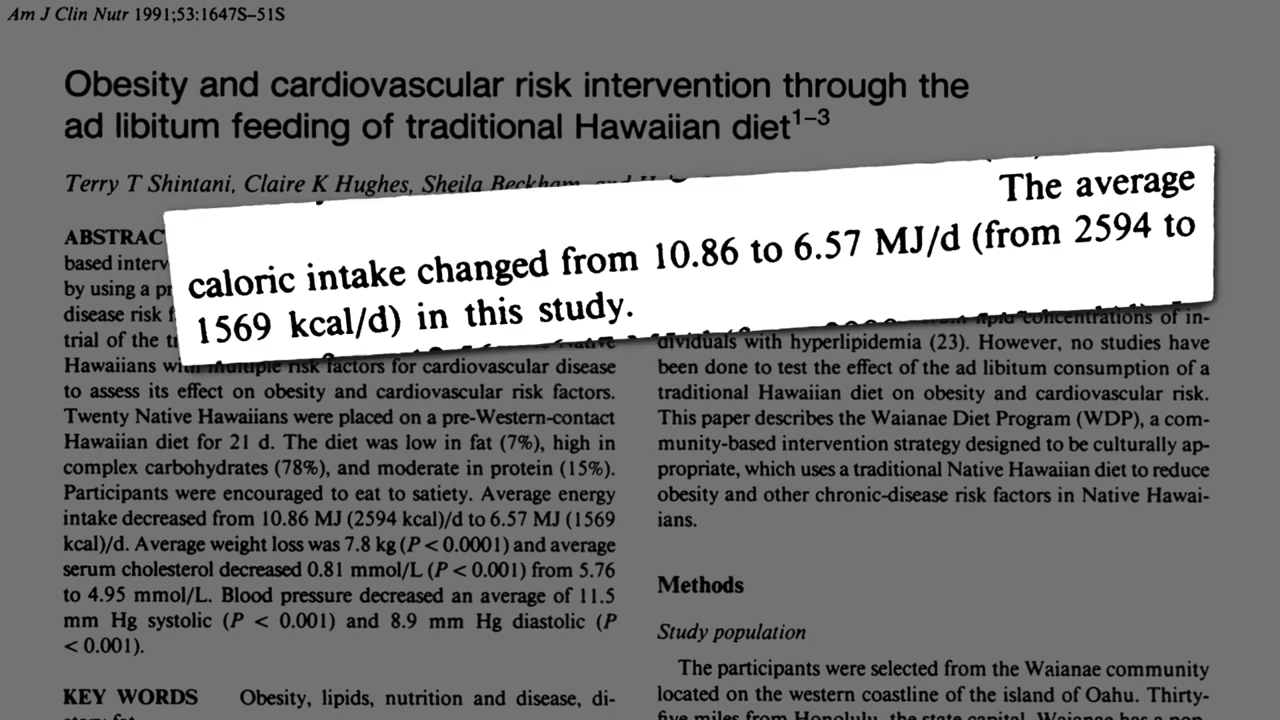 Am J Clin Nutr 1991;53:1647S–51S
Obesity and cardiovascular risk intervention through the
ad libitum feeding of traditional Hawaiian diet1–3
Terry T Shintani, Claire K Hughes, Sheila Beckham, and
The average
caloric intake changed from 10.86 to 6.57 MJ/d (from 2594 to
1569 kcal/d) in this study.
based
by using a
disease risk
trial of the
Hawaiians with multiple risk factors for cardiovascular disease
to assess its effect on obesity and cardiovascular risk factors.
Twenty Native Hawaiians were placed on a pre-Western-contact
Hawaiian diet for 21 d. The diet was low in fat (7%), high in
complex carbohydrates (78%), and moderate in protein (15%).
Participants were encouraged to eat to satiety. Average energy
intake decreased from 10.86 MJ (2594 kcal)/d to 6.57 MJ (1569
kcal)/d. Average weight loss was 7.8 kg (P < 0.0001) and average
serum cholesterol decreased 0.81 mmol/L (P < 0.001) from 5.76
to 4.95 mmol/L. Blood pressure decreased an average of 11.5
mm Hg systolic (P < 0.001) and 8.9 mm Hg diastolic (P
< 0.001).
KEY WORDS Obesity, lipids, nutrition and disease, di-
lipid concentrations of in-
dividuals with hyperlipidemia (23). However, no studies have
been done to test the effect of the ad libitum consumption of a
traditional Hawaiian diet on obesity and cardiovascular risk.
This paper describes the Waianae Diet Program (WDP), a com-
munity-based intervention strategy designed to be culturally ap-
propriate, which uses a traditional Native Hawaiian diet to reduce
obesity and other chronic-disease risk factors in Native Hawai-
ians.
Methods
Study population
The participants were selected from the Waianae community
located on the western coastline of the island of Oahu. Thirty-
five miles from Honolulu, the state capital, Waianae has a pop-